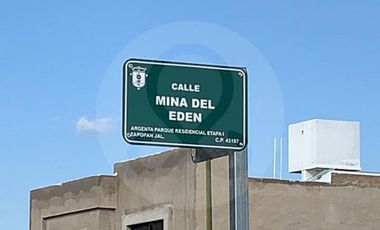 CALLE
MINA DEL
EDEN
ARGENTA PARQUE RESIDENCIAL ETAPA I
ZAPOPAN JAL. C.P. 45187